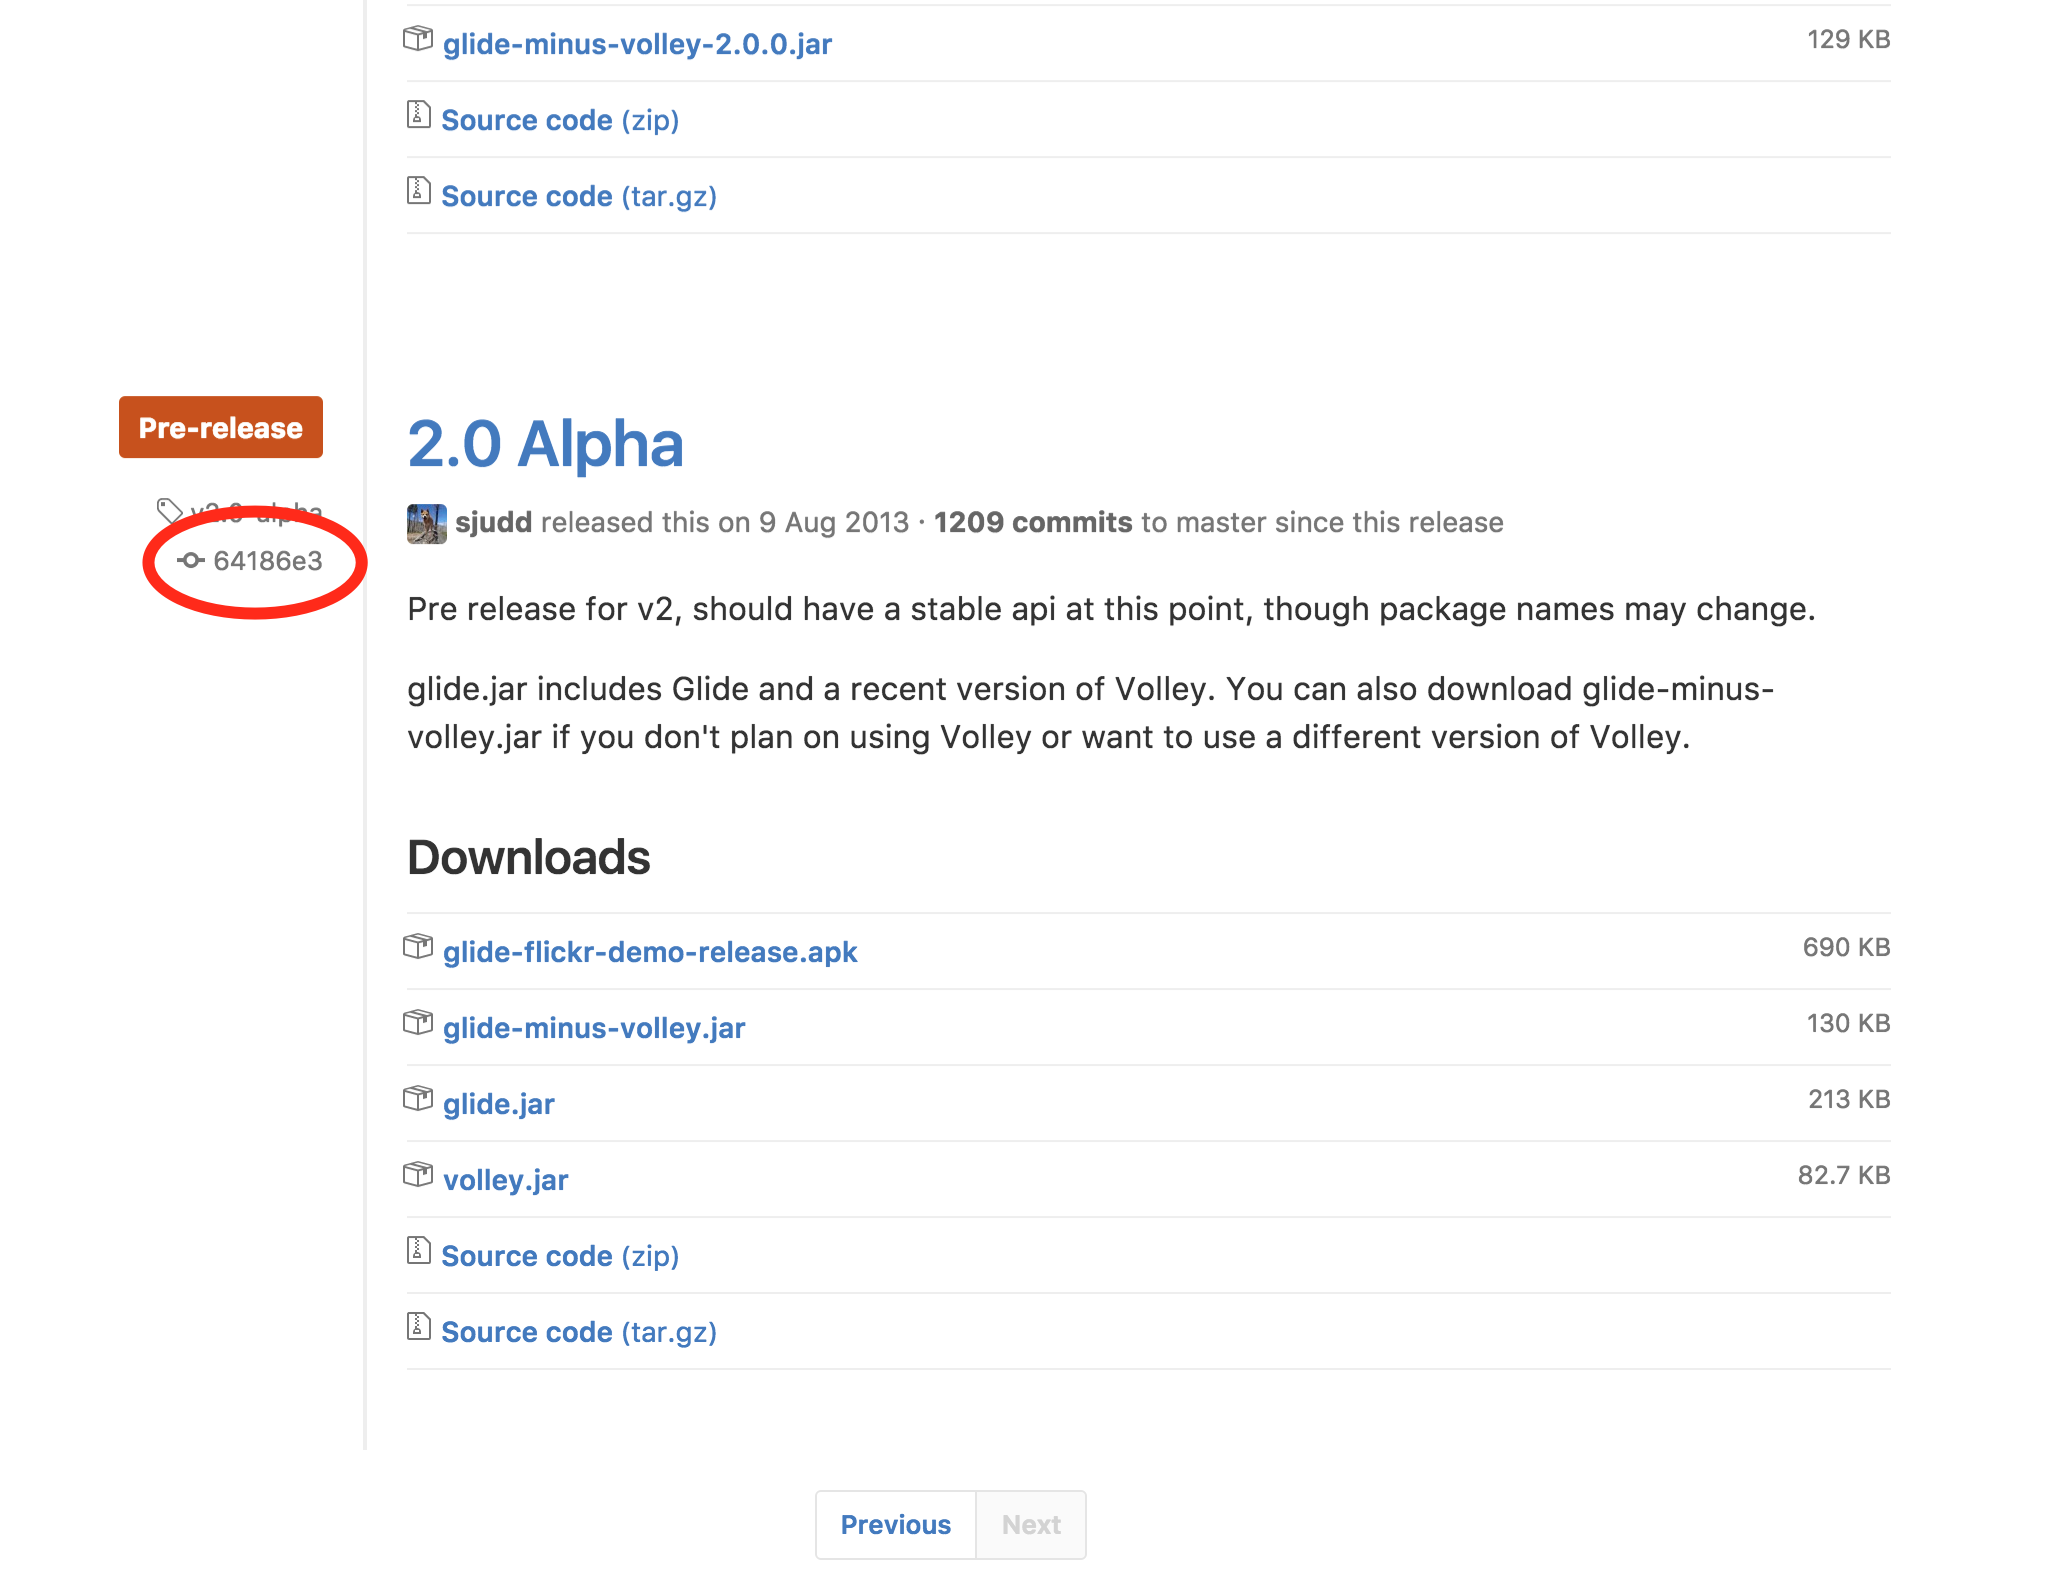 glide-minus-volley-2.0.0.jar 129 KB
Source code (zip)
Source code (tar.gz)
Pre-release
2.0 Alpha
v2.0-alpha
sjudd released this on 9 Aug 2013 · 1209 commits to master since this release
64186e3
Pre release for v2, should have a stable api at this point, though package names may change.
glide.jar includes Glide and a recent version of Volley. You can also download glide-minus-
volley.jar if you don't plan on using Volley or want to use a different version of Volley.
Downloads
glide-flickr-demo-release.apk 690 KB
glide-minus-volley.jar 130 KB
glide.jar 213 KB
volley.jar 82.7 KB
Source code (zip)
Source code (tar.gz)
Previous Next